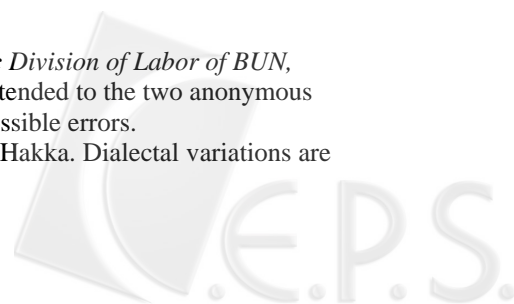 Division of Labor of BUN,
tended to the two anonymous
ssible errors.
Hakka. Dialectal variations are
C.E.P.S.